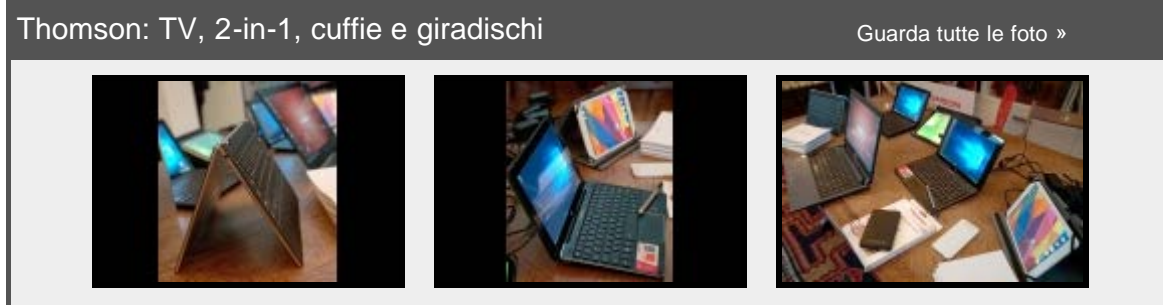 Thomson: TV, 2-in-1, cuffie e giradischi
Guarda tutte le foto »